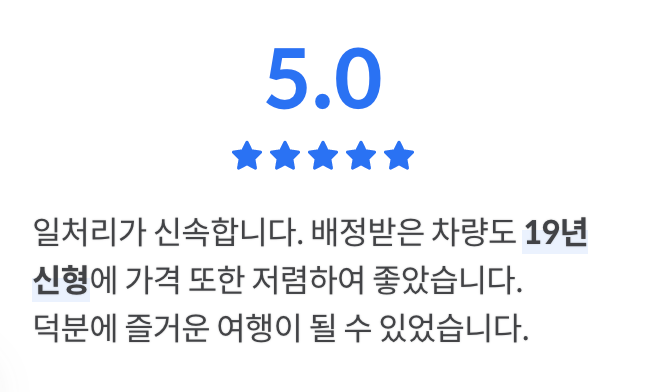 5.0
일처리가 신속합니다. 배정받은 차량도 19년
신형에 가격 또한 저렴하여 좋았습니다.
덕분에 즐거운 여행이 될 수 있었습니다.